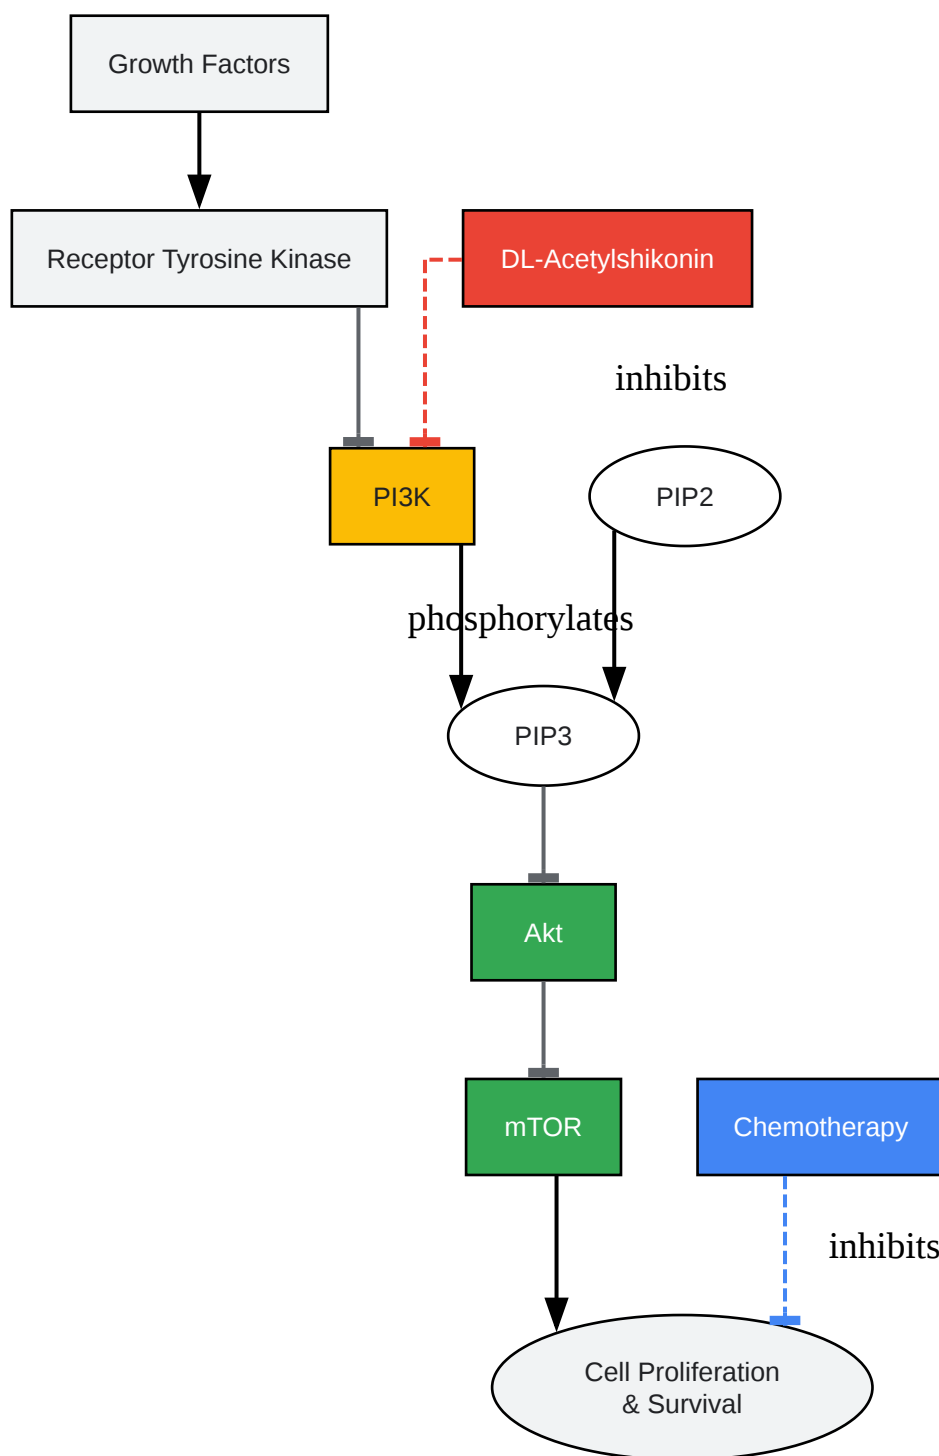 Growth Factors
Receptor Tyrosine Kinase
DL-Acetylshikonin
inhibits
PI3K
PIP2
phosphorylates
PIP3
Akt
mTOR
Chemotherapy
inhibits
Cell Proliferation
& Survival